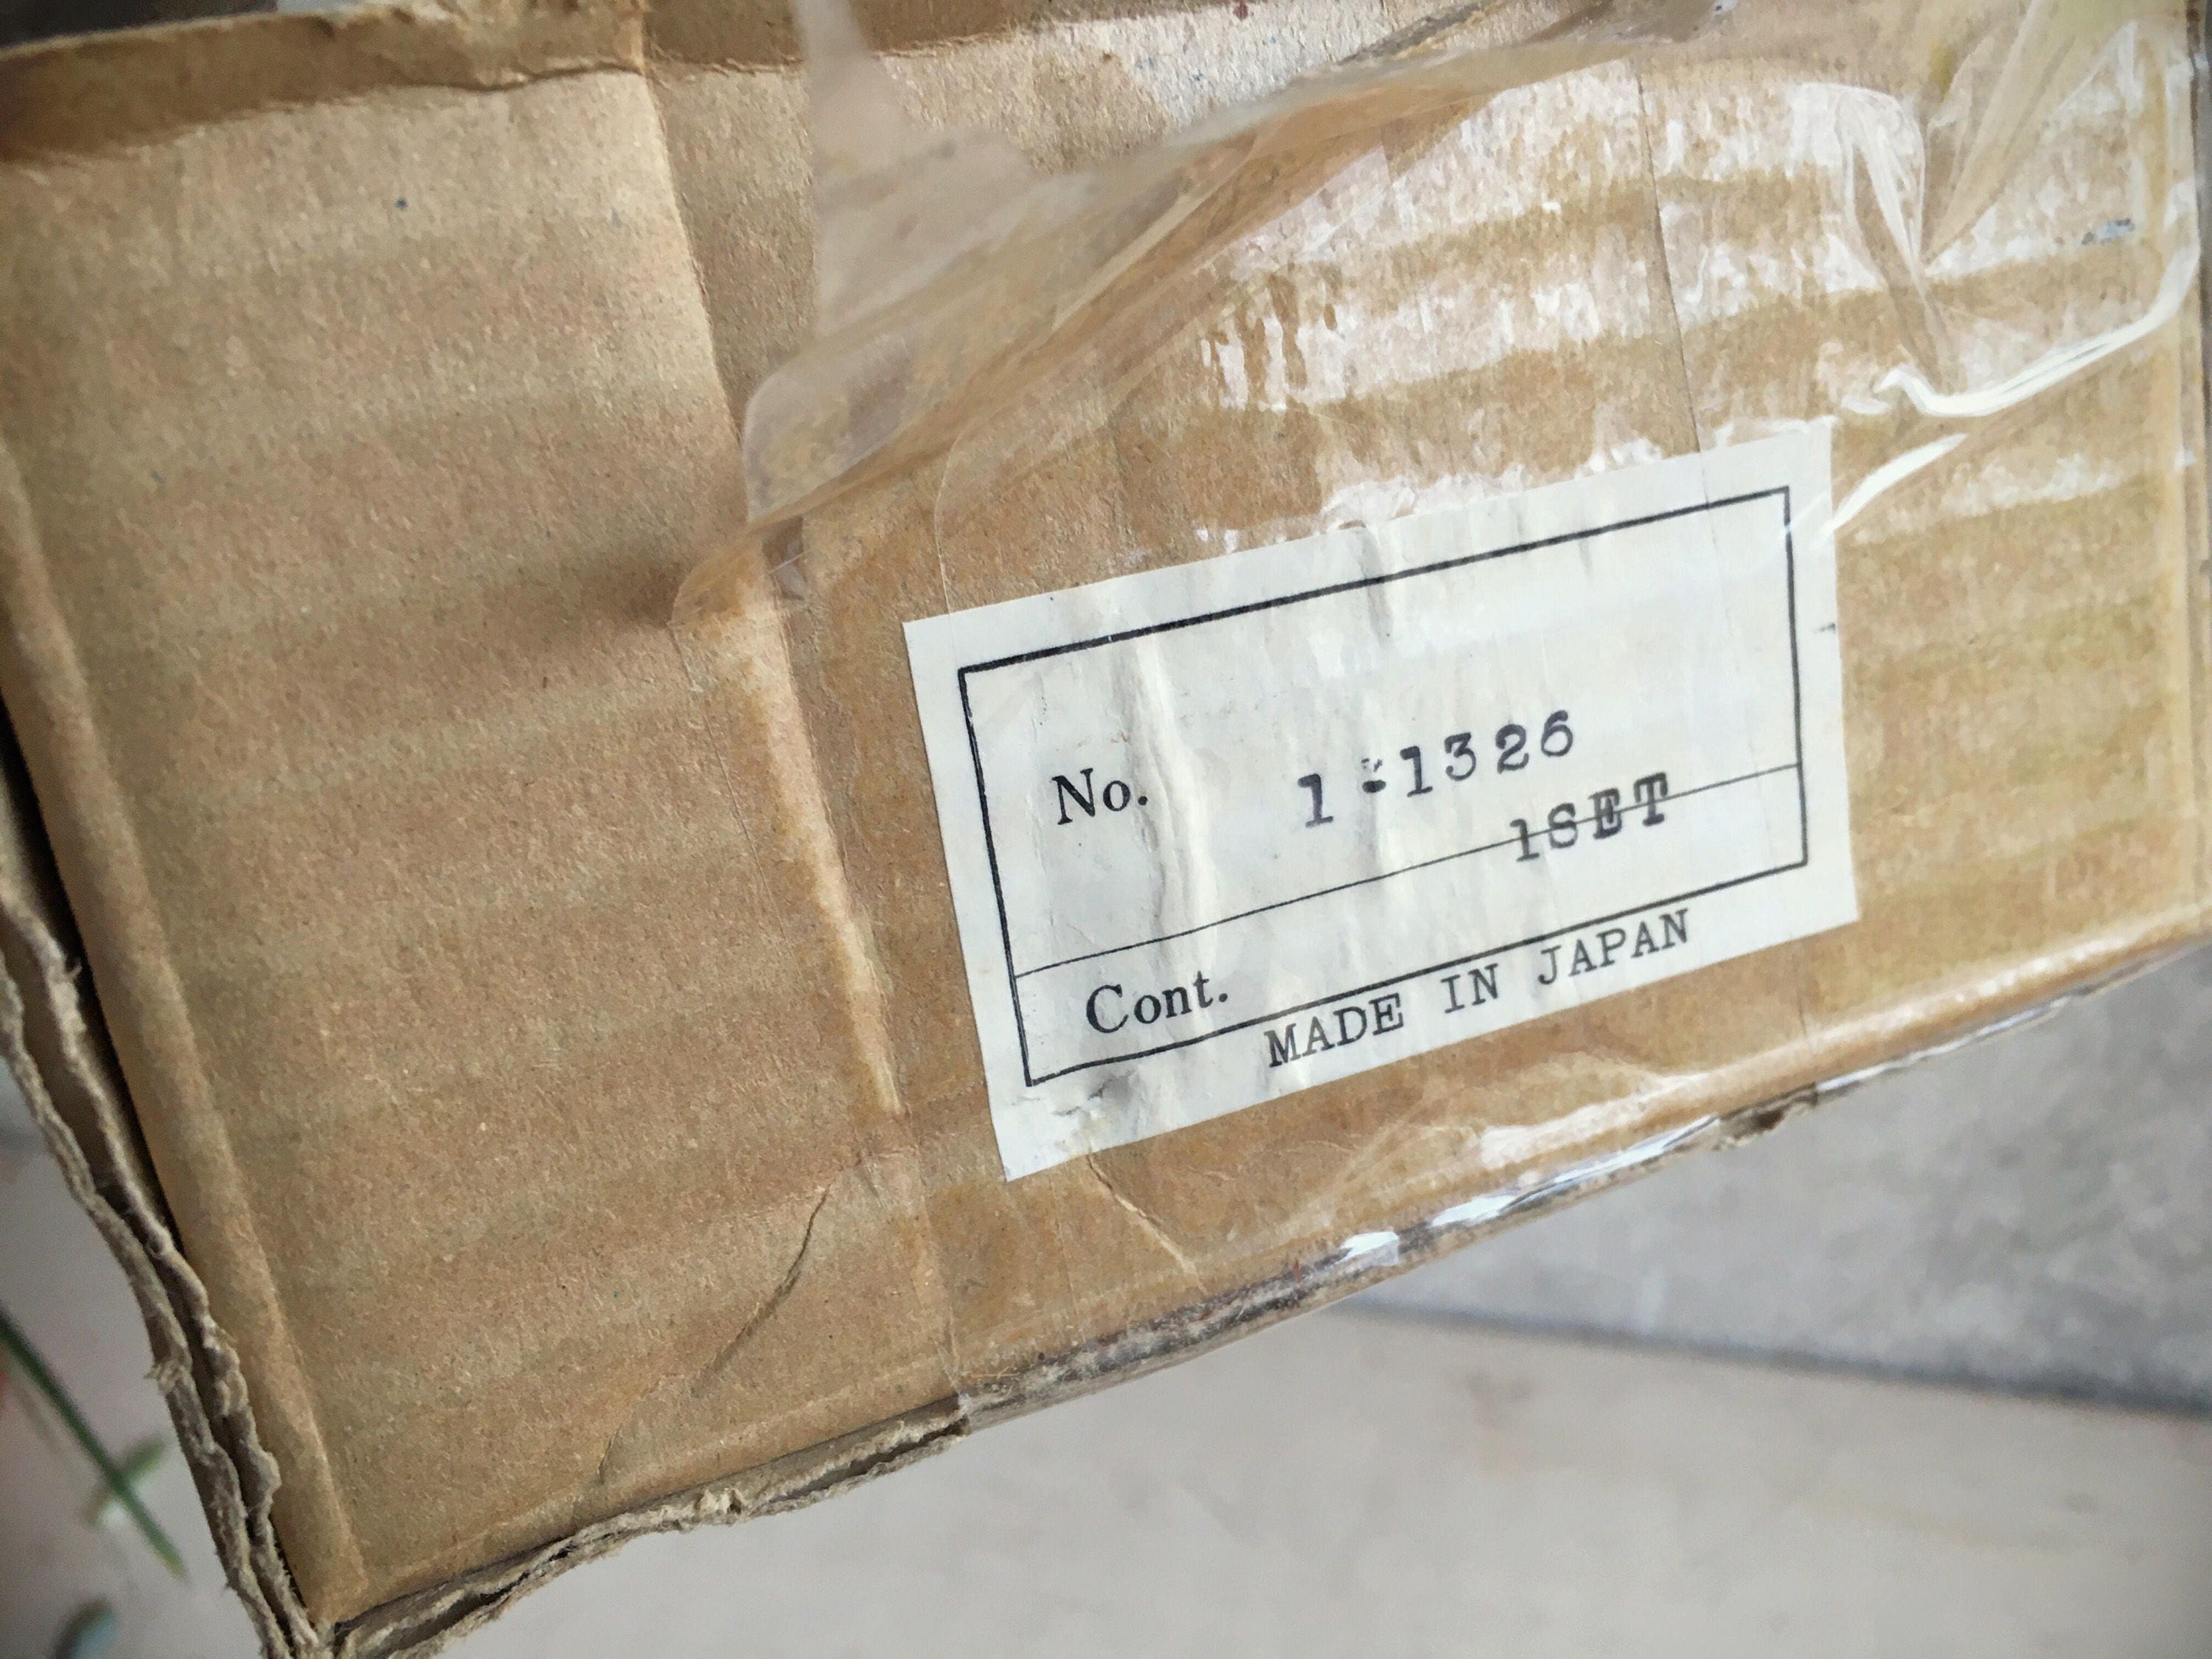 No. 1-1326
1SET
Cont.
MADE IN JAPAN